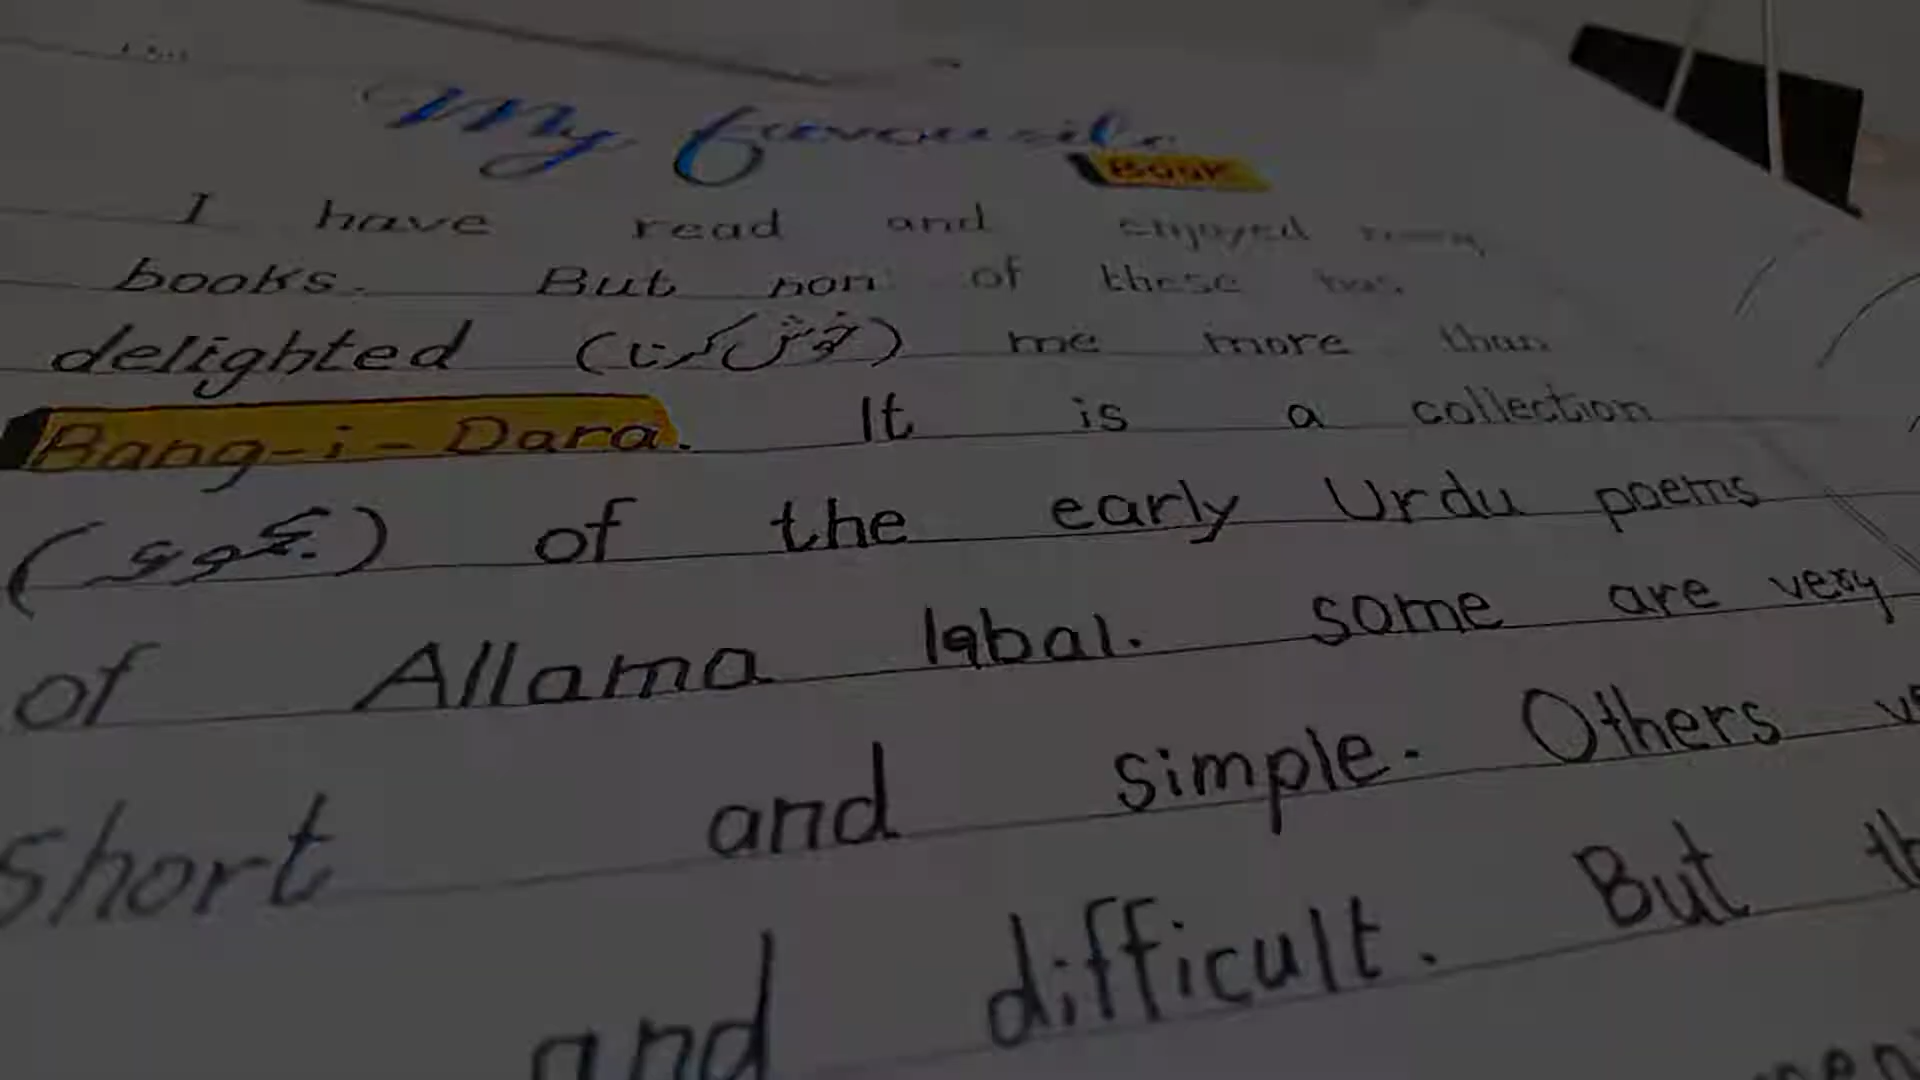 My favourite
Book
I have read and enjoyed many
books. But non of these has
delighted (خوش کرنا) me more than
Bang-i-Dara. It is a collection
of the early Urdu poems
of Allama Iqbal. some are very
short and simple. Others
and difficult. But